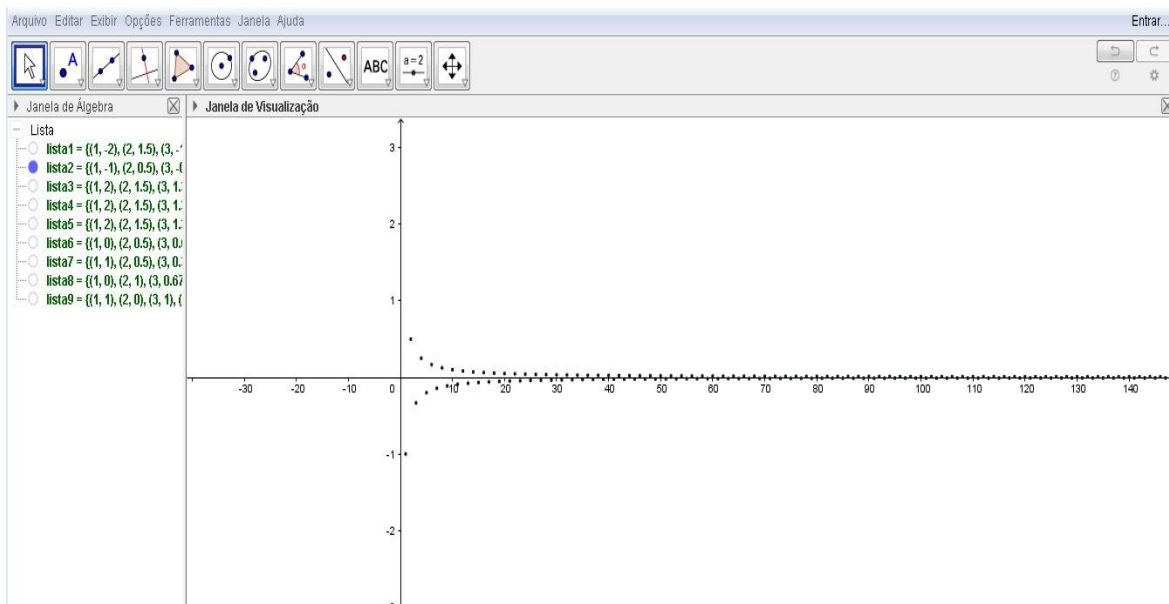 Arquivo Editar Exibir Opções Ferramentas Janela Ajuda
Entrar...
A
α
ABC
a=2
Janela de Álgebra
Janela de Visualização
Lista
lista1 = {(1, -2), (2, 1.5), (3, -
lista2 = {(1, -1), (2, 0.5), (3, -0
lista3 = {(1, 2), (2, 1.5), (3, 1.
lista4 = {(1, 2), (2, 1.5), (3, 1.
lista5 = {(1, 2), (2, 1.5), (3, 1.
lista6 = {(1, 0), (2, 0.5), (3, 0.
lista7 = {(1, 1), (2, 0.5), (3, 0.
lista8 = {(1, 0), (2, 1), (3, 0.67
lista9 = {(1, 1), (2, 0), (3, 1), (
3
2
1
-30 -20 -10 0 10 20 30 40 50 60 70 80 90 100 110 120 130 140
-1
-2